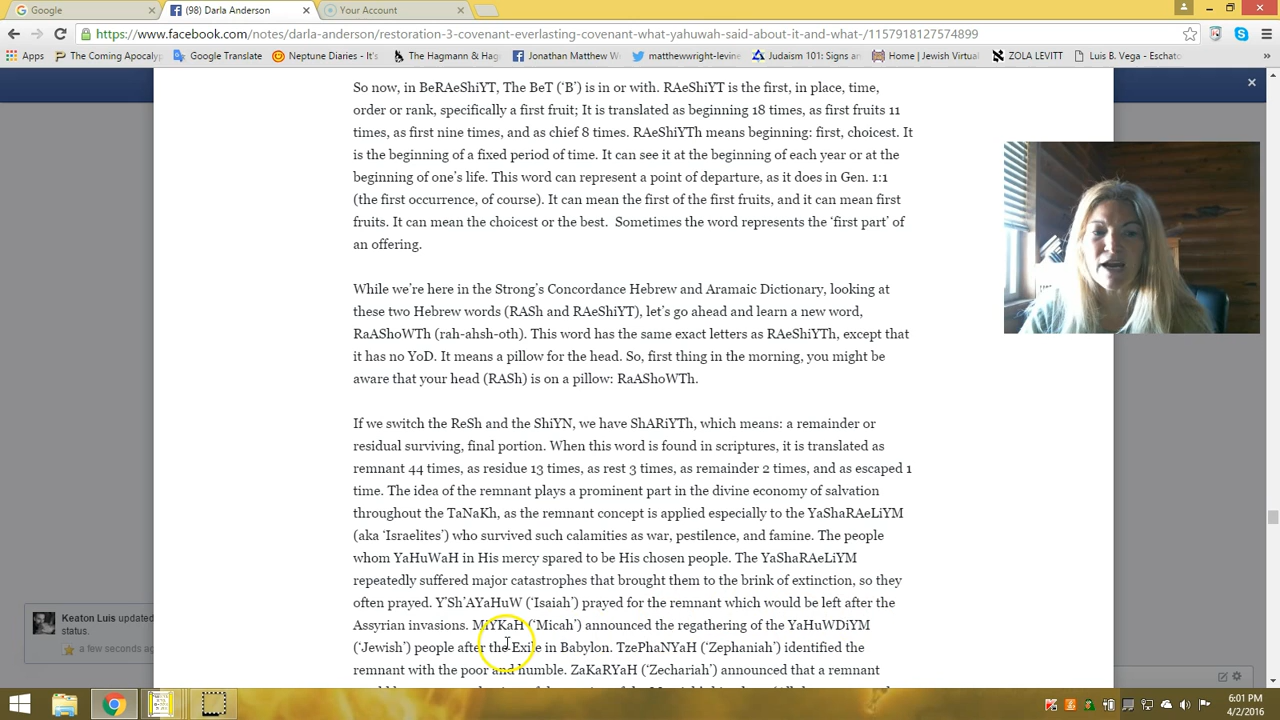 Google
(98) Darla Anderson
Your Account
https://www.facebook.com/notes/darla-anderson/restoration-3-covenant-everlasting-covenant-what-yahuwah-said-about-it-and-what-/1157918127574899
Apps
The Coming Apocalyp
Google Translate
Neptune Diaries - It's
The Hagmann & Hag
Jonathan Matthew W
matthewwright-levine
Judaism 101: Signs an
Home | Jewish Virtual
ZOLA LEVITT
Luis B. Vega - Eschato
So now, in BeRAeShiYT, The BeT ('B') is in or with. RAeShiYT is the first, in place, time,
order or rank, specifically a first fruit; It is translated as beginning 18 times, as first fruits 11
times, as first nine times, and as chief 8 times. RAeShiYTh means beginning: first, choicest. It
is the beginning of a fixed period of time. It can see it at the beginning of each year or at the
beginning of one's life. This word can represent a point of departure, as it does in Gen. 1:1
(the first occurrence, of course). It can mean the first of the first fruits, and it can mean first
fruits. It can mean the choicest or the best.  Sometimes the word represents the 'first part' of
an offering.
While we're here in the Strong's Concordance Hebrew and Aramaic Dictionary, looking at
these two Hebrew words (RASh and RAeShiYT), let's go ahead and learn a new word,
RaAShoWTh (rah-ahsh-oth). This word has the same exact letters as RAeShiYTh, except that
it has no YoD. It means a pillow for the head. So, first thing in the morning, you might be
aware that your head (RASh) is on a pillow: RaAShoWTh.
If we switch the ReSh and the ShiYN, we have ShARiYTh, which means: a remainder or
residual surviving, final portion. When this word is found in scriptures, it is translated as
remnant 44 times, as residue 13 times, as rest 3 times, as remainder 2 times, and as escaped 1
time. The idea of the remnant plays a prominent part in the divine economy of salvation
throughout the TaNaKh, as the remnant concept is applied especially to the YaShaRAeLiYM
(aka 'Israelites') who survived such calamities as war, pestilence, and famine. The people
whom YaHuWaH in His mercy spared to be His chosen people. The YaShaRAeLiYM
repeatedly suffered major catastrophes that brought them to the brink of extinction, so they
often prayed. Y'Sh'AYaHuW ('Isaiah') prayed for the remnant which would be left after the
Assyrian invasions. MiYKaH ('Micah') announced the regathering of the YaHuWDiYM
('Jewish') people after the Exile in Babylon. TzePhaNYaH ('Zephaniah') identified the
remnant with the poor and humble. ZaKaRYaH ('Zechariah') announced that a remnant
Keaton Luis updated
status.
a few seconds ag
6:01 PM
4/2/2016